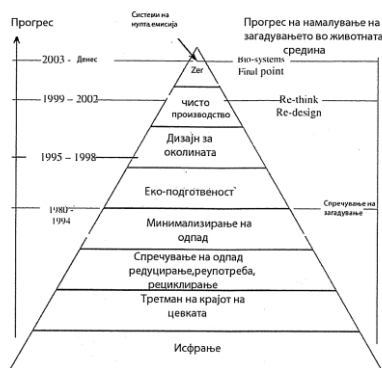 Прогрес
Системи на
нулта емисија
Прогрес на намалување на
загадувањето во животната
средина
2003 - Денес
Zer
Bio-systems
Final point
1999 – 2002
чисто
производство
Re-think
Re-design
1995 – 1998
Дизајн за
околината
Еко-подготвеност
1980-
1994
Спречување на
загадување
Минимализирање на
одпад
Спречување на одпад
редуцирање,реупотреба,
рециклирање
Третман на крајот на
цевката
Исфрање